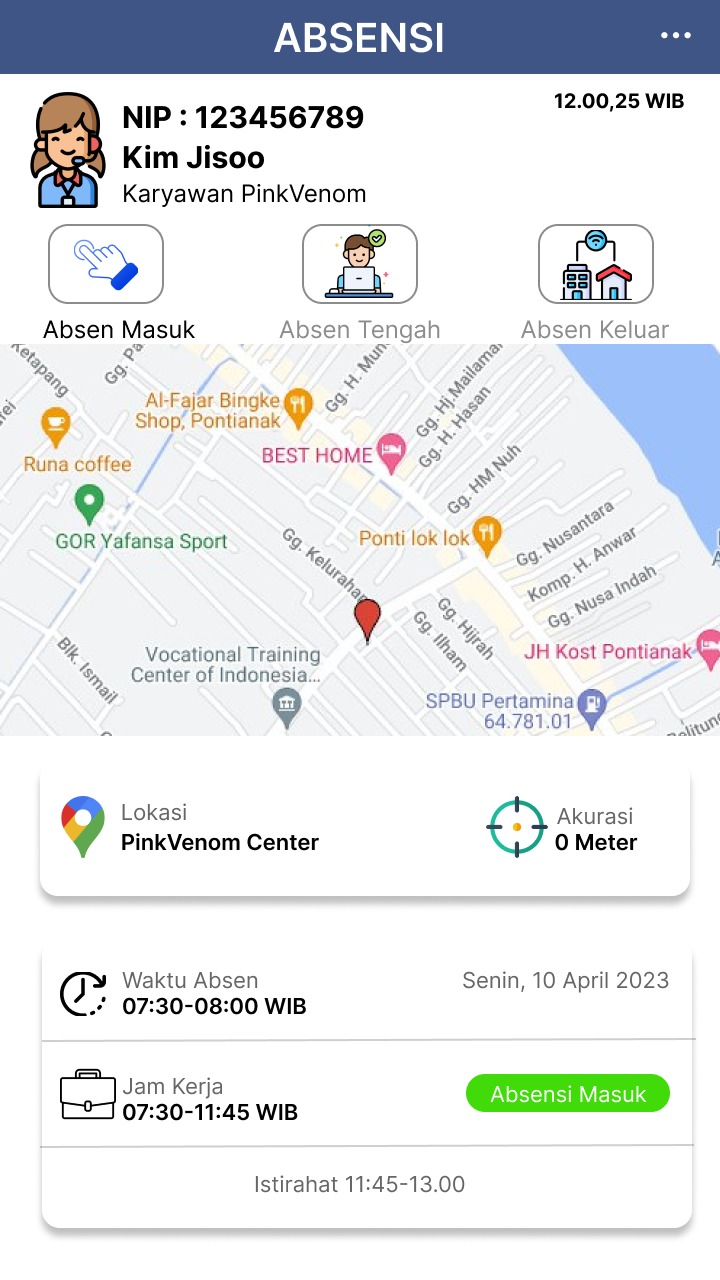 ABSENSI
12.00,25 WIB
NIP : 123456789
Kim Jisoo
Karyawan PinkVenom
Absen Masuk
Absen Tengah
Absen Keluar
Ketapang
Gg. Pa
Gg. H. Mun
Gg. Hj Mailamah
Gg. H. Hasan
Al-Fajar Bingke
Shop, Pontianak
BEST HOME
Runa coffee
Gg. HM Nuh
GOR Yafansa Sport
Ponti lok lok
Gg. Nusantara
Gg. Kelurahan
Komp. H. Anwar
Gg. Nusa Indah
Gg. Hijrah
Gg. Ilham
Blk. Ismail
Vocational Training
Center of Indonesia...
JH Kost Pontianak
SPBU Pertamina
64.781.01
Lokasi
PinkVenom Center
Akurasi
0 Meter
Waktu Absen
07:30-08:00 WIB
Senin, 10 April 2023
Jam Kerja
07:30-11:45 WIB
Absensi Masuk
Istirahat 11:45-13.00